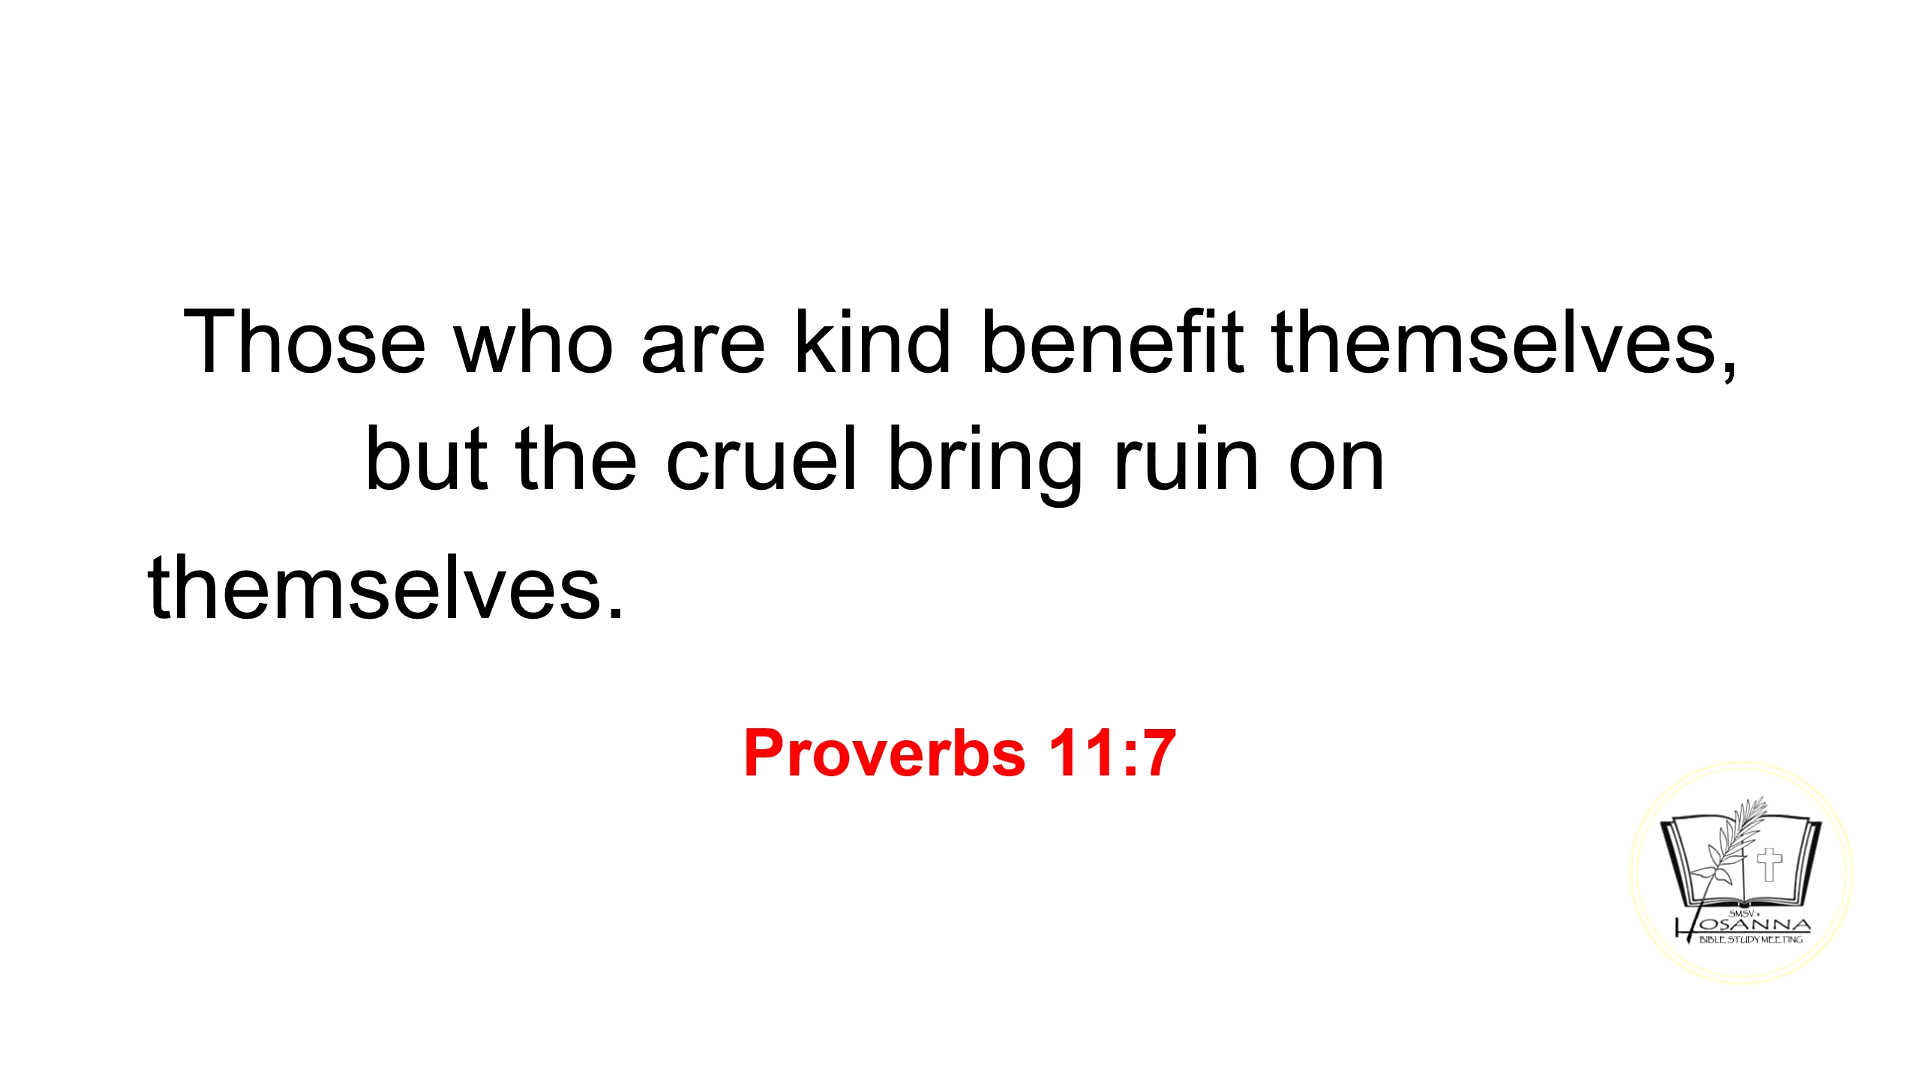 Those who are kind benefit themselves,
but the cruel bring ruin on
themselves.
Proverbs 11:7
SMSV's
HOSANNA
BIBLE STUDY MEETING